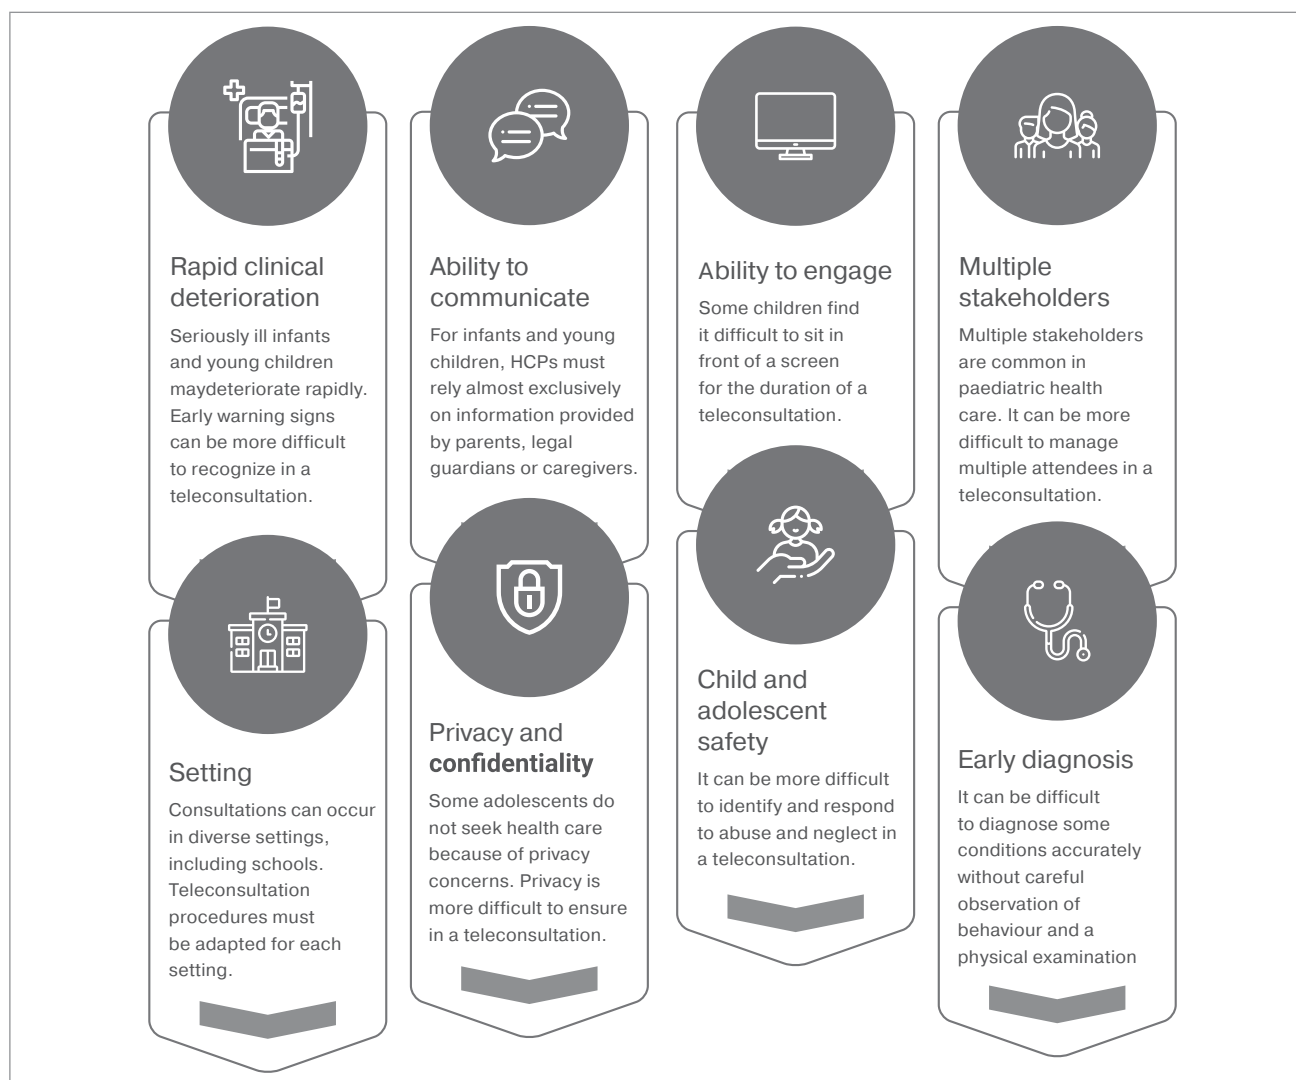 Rapid clinical
deterioration
Seriously ill infants
and young children
maydeteriorate rapidly.
Early warning signs
can be more difficult
to recognize in a
teleconsultation.
Ability to
communicate
For infants and young
children, HCPs must
rely almost exclusively
on information provided
by parents, legal
guardians or caregivers.
Ability to engage
Some children find
it difficult to sit in
front of a screen
for the duration of a
teleconsultation.
Multiple
stakeholders
Multiple stakeholders
are common in
paediatric health
care. It can be more
difficult to manage
multiple attendees in a
teleconsultation.
Setting
Consultations can occur
in diverse settings,
including schools.
Teleconsultation
procedures must
be adapted for each
setting.
Privacy and
confidentiality
Some adolescents do
not seek health care
because of privacy
concerns. Privacy is
more difficult to ensure
in a teleconsultation.
Child and
adolescent
safety
It can be more difficult
to identify and respond
to abuse and neglect in
a teleconsultation.
Early diagnosis
It can be difficult
to diagnose some
conditions accurately
without careful
observation of
behaviour and a
physical examination